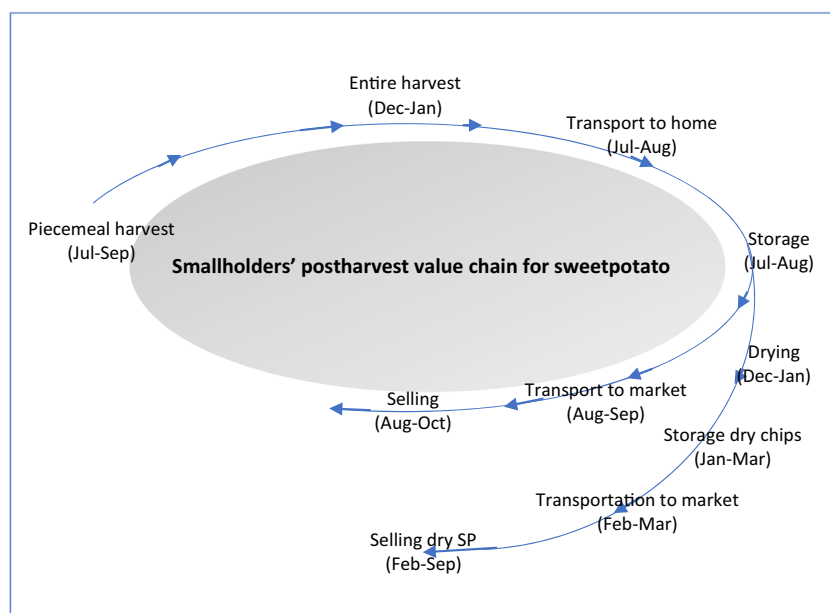 Entire harvest
(Dec-Jan)
Transport to home
(Jul-Aug)
Piecemeal harvest
(Jul-Sep)
Storage
(Jul-Aug)
Smallholders’ postharvest value chain for sweetpotato
Drying
(Dec-Jan)
Transport to market
(Aug-Sep)
Selling
(Aug-Oct)
Storage dry chips
(Jan-Mar)
Transportation to market
(Feb-Mar)
Selling dry SP
(Feb-Sep)